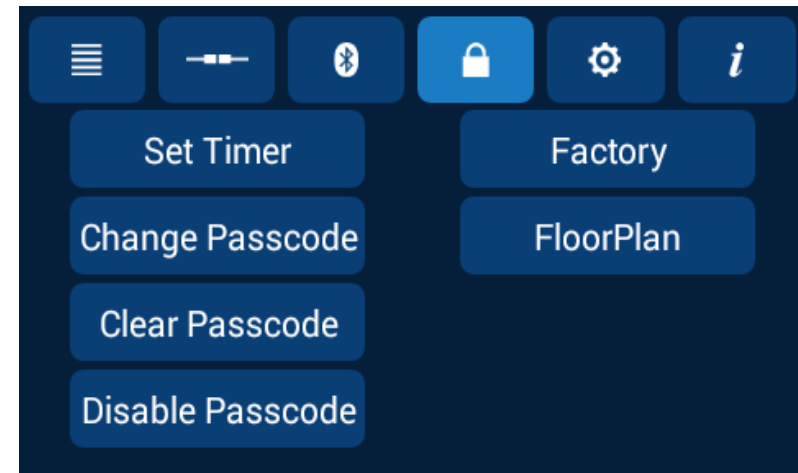 Set Timer
Change Passcode
Clear Passcode
Disable Passcode
Factory
FloorPlan